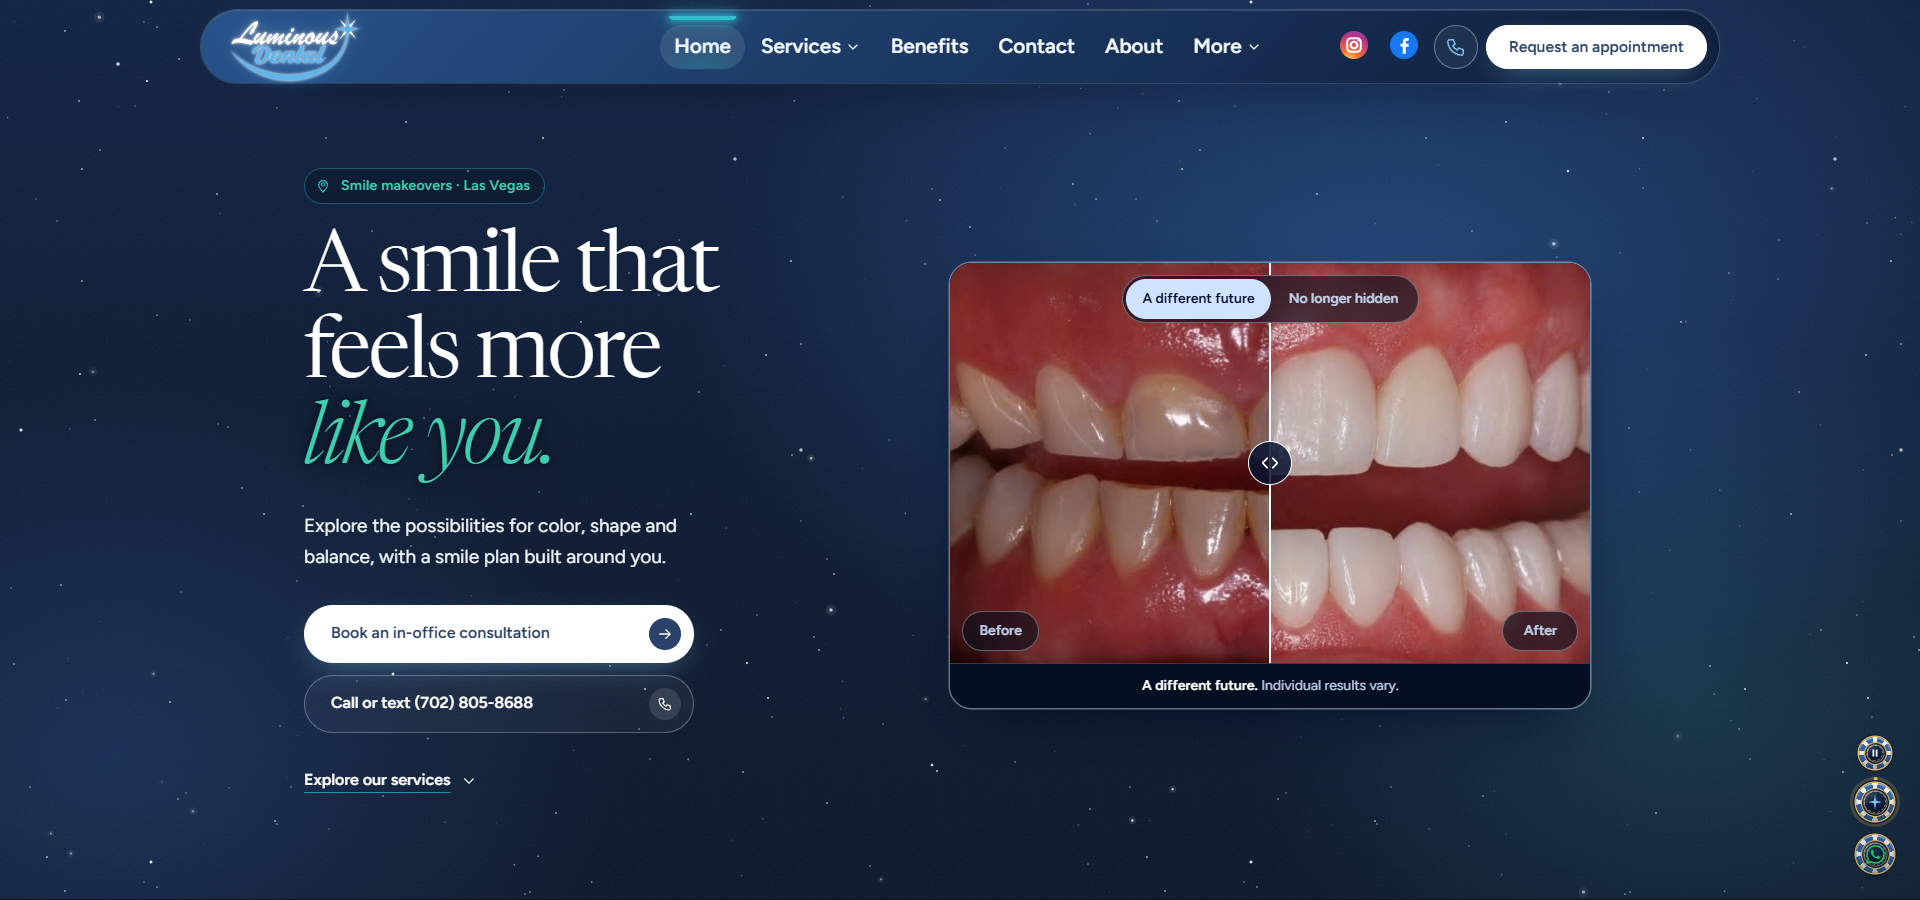 Luminous
Dental
Home
Services
Benefits
Contact
About
More
Request an appointment
Smile makeovers · Las Vegas
A smile that
feels more
like you.
Explore the possibilities for color, shape and
balance, with a smile plan built around you.
Book an in-office consultation
Call or text (702) 805-8688
Explore our services
A different future
No longer hidden
Before
After
A different future. Individual results vary.